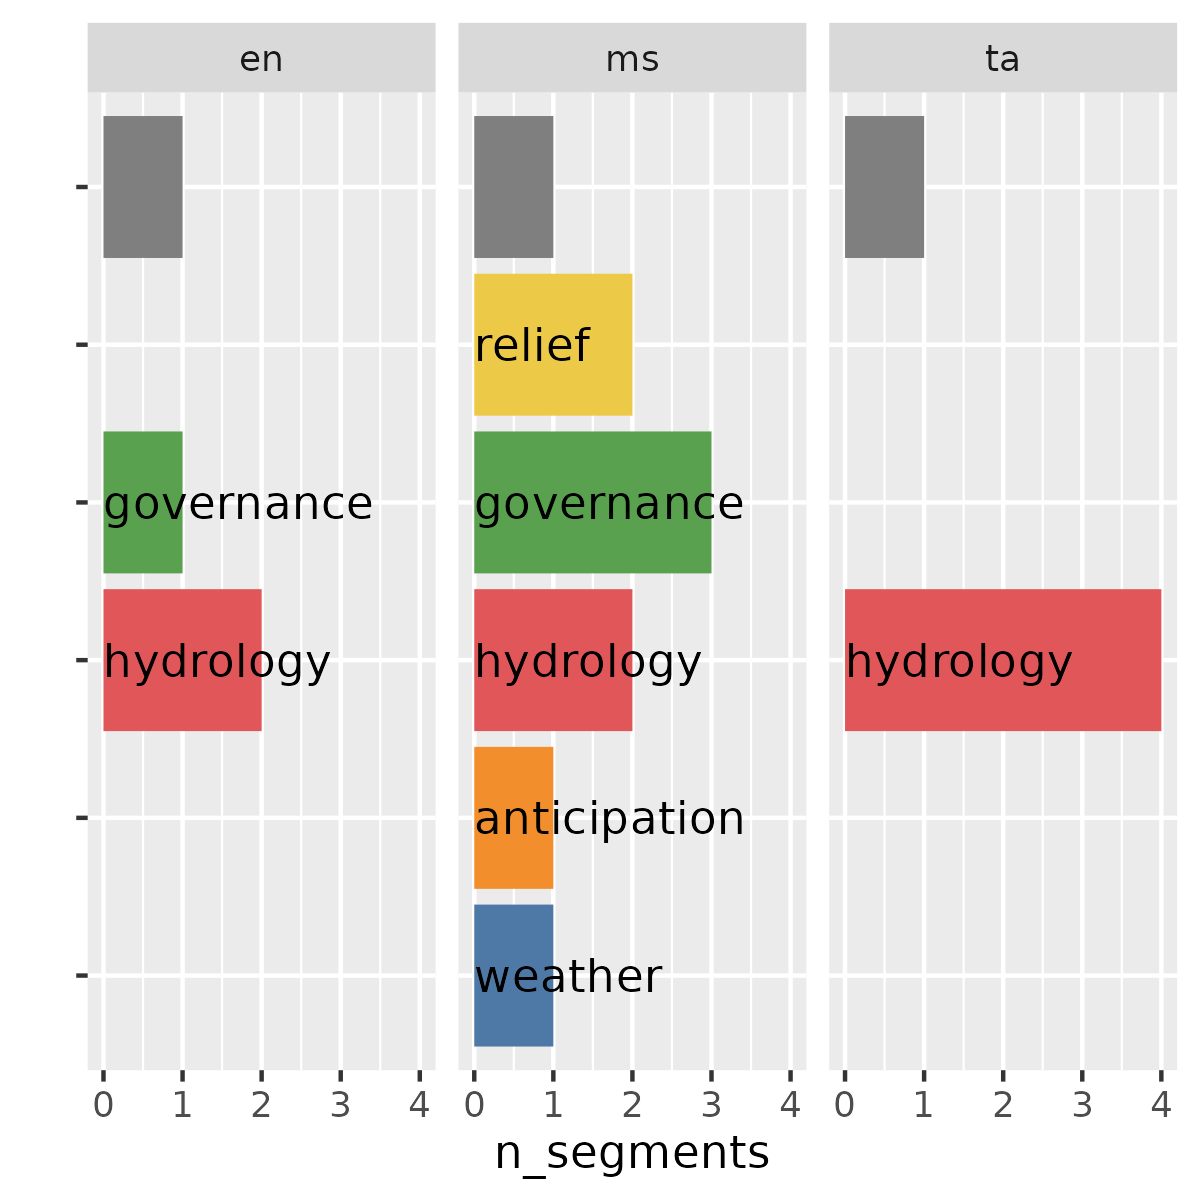 en ms ta
relief
governance governance
hydrology hydrology hydrology
anticipation
weather
0 1 2 3 4 0 1 2 3 4 0 1 2 3 4
n_segments